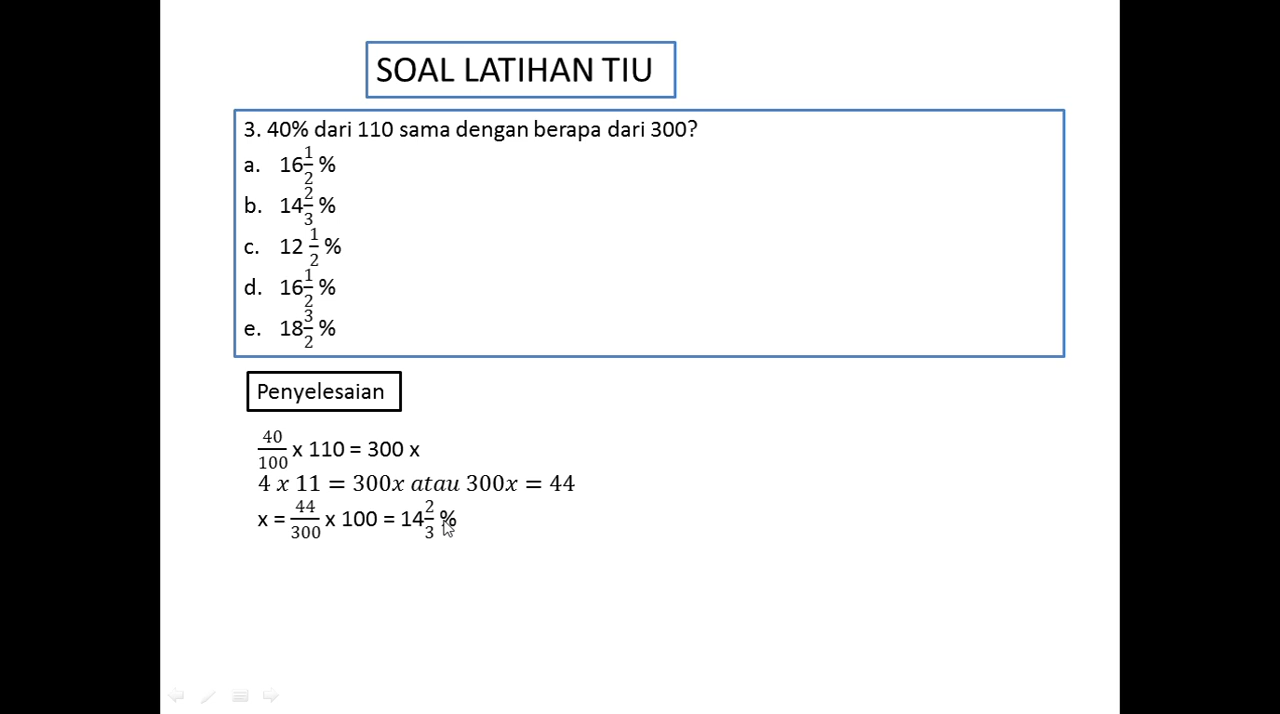 SOAL LATIHAN TIU
3. 40% dari 110 sama dengan berapa dari 300?
a. 16 1/2 %
b. 14 2/3 %
c. 12 1/2 %
d. 16 1/2 %
e. 18 3/2 %
Penyelesaian
40/100 x 110 = 300 x
4 x 11 = 300x atau 300x = 44
x = 44/300 x 100 = 14 2/3 %